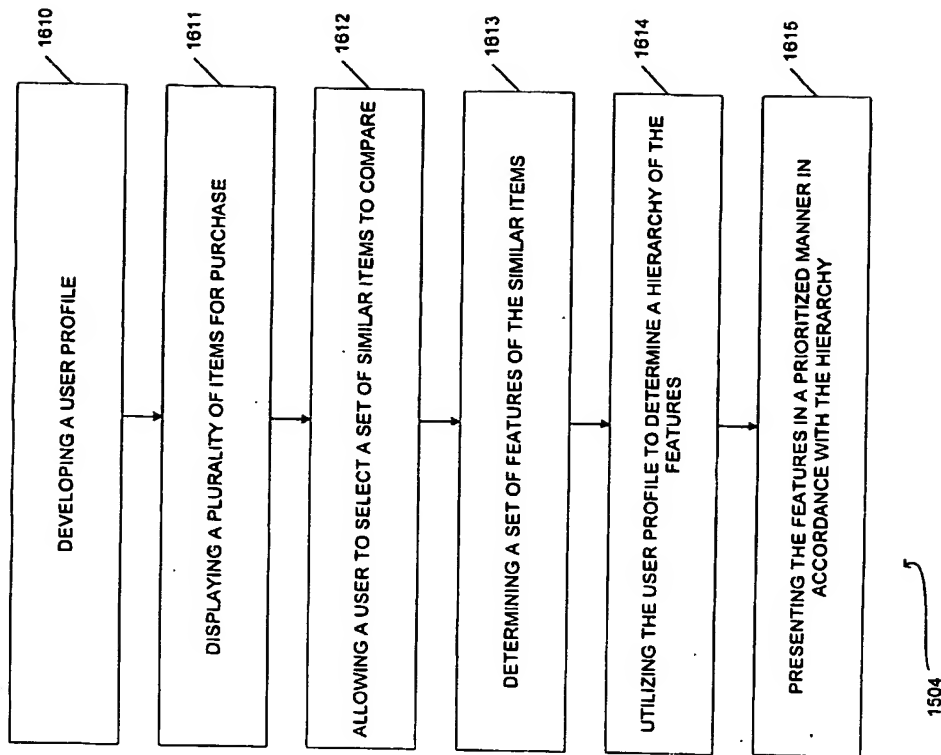 1610
DEVELOPING A USER PROFILE
1611
DISPLAYING A PLURALITY OF ITEMS FOR PURCHASE
1612
ALLOWING A USER TO SELECT A SET OF SIMILAR ITEMS TO COMPARE
1613
DETERMINING A SET OF FEATURES OF THE SIMILAR ITEMS
1614
UTILIZING THE USER PROFILE TO DETERMINE A HIERARCHY OF THE
FEATURES
1615
PRESENTING THE FEATURES IN A PRIORITIZED MANNER IN
ACCORDANCE WITH THE HIERARCHY
1504